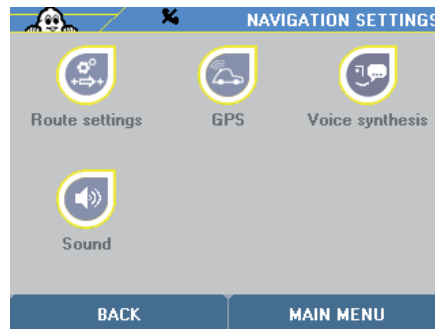 NAVIGATION SETTINGS
Route settings
GPS
Voice synthesis
Sound
BACK
MAIN MENU